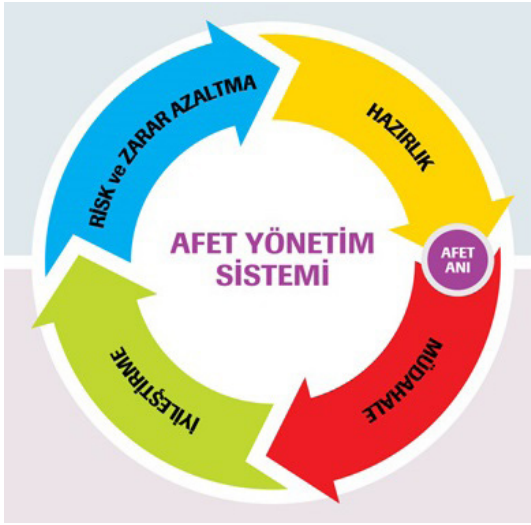 RİSK ve ZARAR AZALTMA
HAZIRLIK
AFET YÖNETİM
SİSTEMİ
AFET
ANI
MÜDAHALE
İYİLEŞTİRME